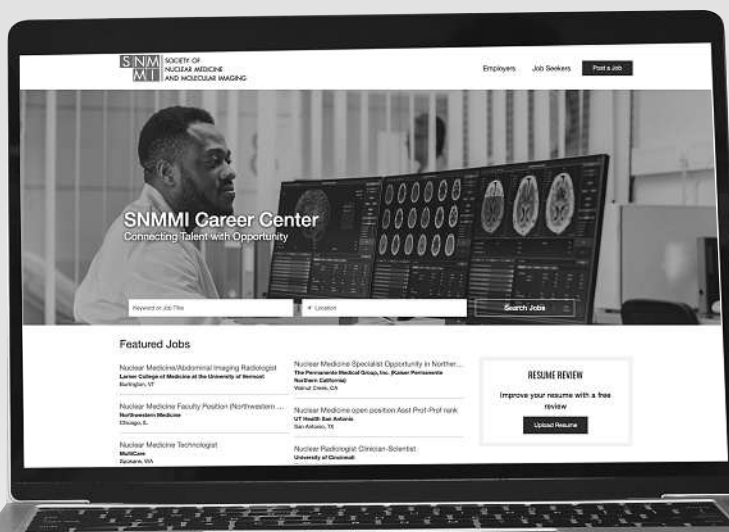 SNM
MI
SOCIETY OF
NUCLEAR MEDICINE
AND MOLECULAR IMAGING
Employers Job Seekers Post a Job
SNMMI Career Center
Connecting Talent with Opportunity
Keyword or Job Title
Location
Search Jobs
Featured Jobs
Nuclear Medicine/Abdominal Imaging Radiologist
Larner College of Medicine at the University of Vermont
Burlington, VT
Nuclear Medicine Faculty Position (Northwestern ...
Northwestern Medicine
Chicago, IL
Nuclear Medicine Technologist
MultiCare
Spokane, WA
Nuclear Medicine Specialist Opportunity in Norther...
The Permanente Medical Group, Inc. (Kaiser Permanente
Northern California)
Walnut Creek, CA
Nuclear Medicine open position Asst Prof-Prof rank
UT Health San Antonio
San Antonio, TX
Nuclear Radiologist Clinician-Scientist
University of Cincinnati
RESUME REVIEW
Improve your resume with a free
review
Upload Resume